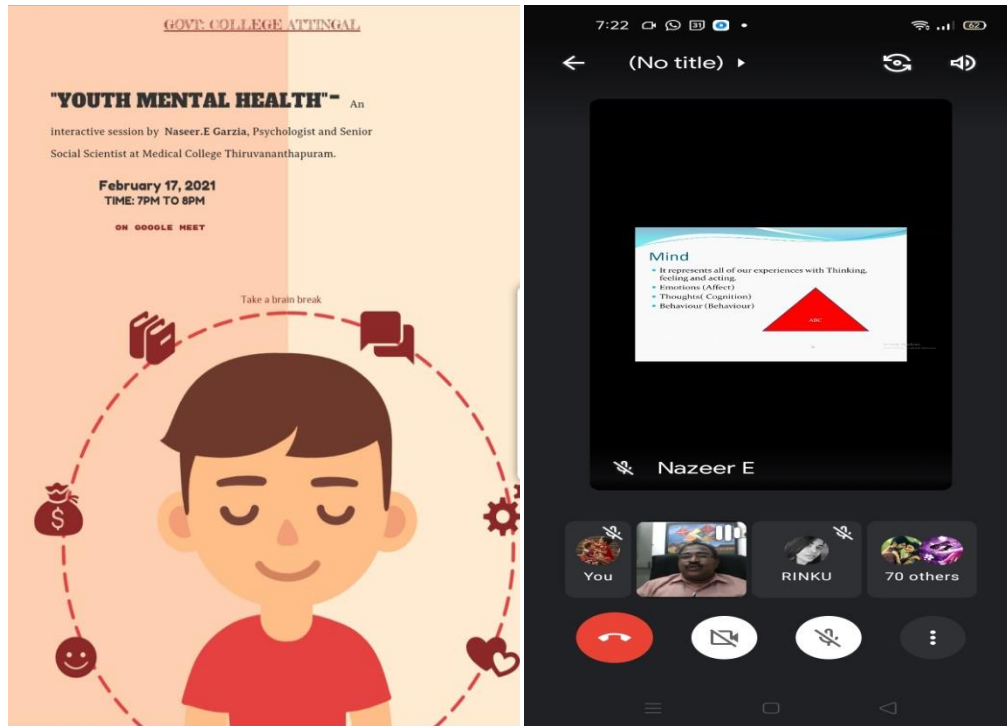 GOVT: COLLEGE ATTINGAL
"YOUTH MENTAL HEALTH"- An
interactive session by Naseer.E Garzia, Psychologist and Senior
Social Scientist at Medical College Thiruvananthapuram.
February 17, 2021
TIME: 7PM TO 8PM
ON GOOGLE MEET
Take a brain break
$
7:22 31 62
(No title)
Mind
• It represents all of our experiences with Thinking,
feeling and acting.
• Emotions (Affect)
• Thoughts( Cognition)
• Behaviour (Behaviour)
ABC
Nazeer E
You
RINKU
70 others